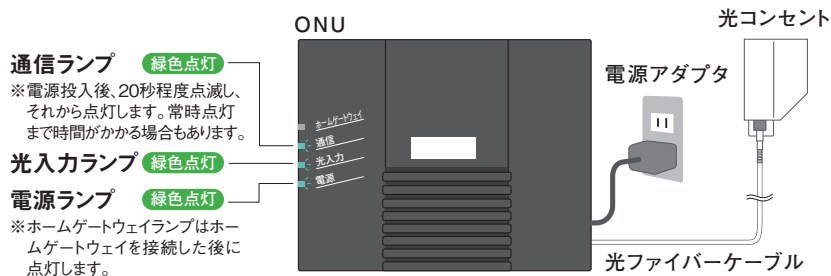 ONU
光コンセント
通信ランプ 緑色点灯
※電源投入後、20秒程度点滅し、
それから点灯します。常時点灯
まで時間がかかる場合もあります。
電源アダプタ
ホームゲートウェイ
通信
光入力
電源
光入力ランプ 緑色点灯
電源ランプ 緑色点灯
※ホームゲートウェイランプはホー
ムゲートウェイを接続した後に
点灯します。
光ファイバーケーブル